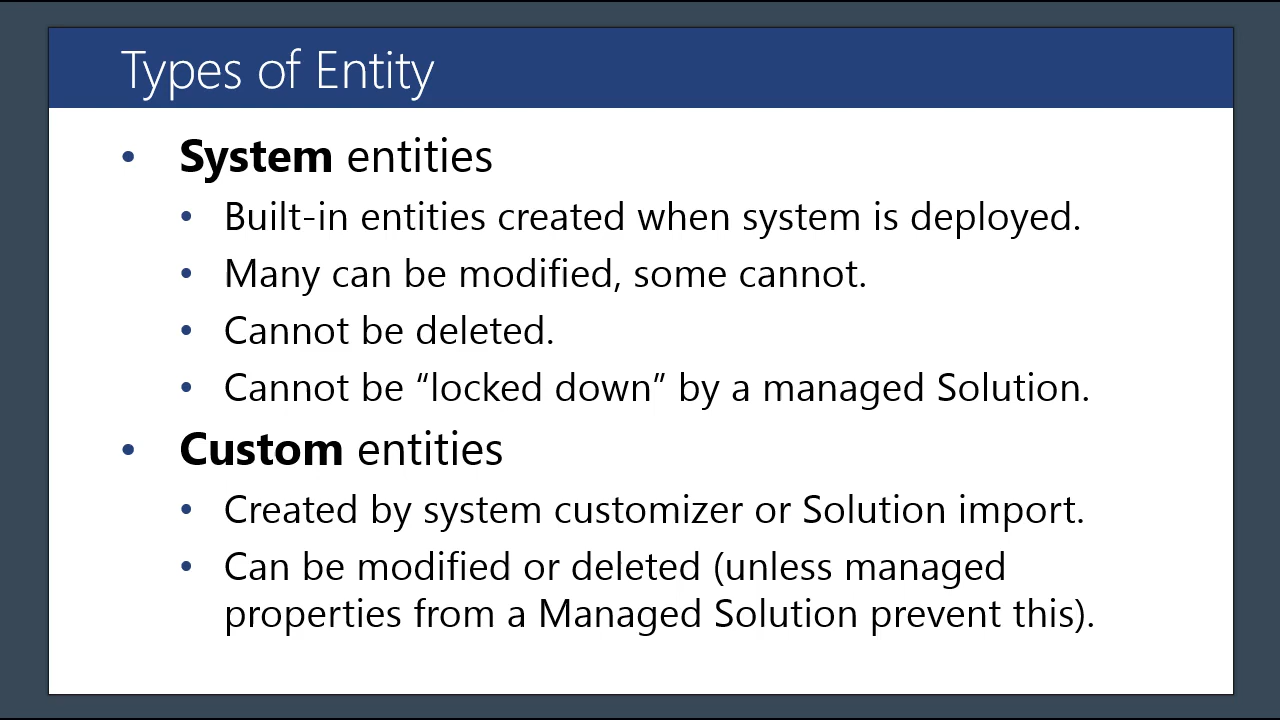 Types of Entity
• System entities
• Built-in entities created when system is deployed.
• Many can be modified, some cannot.
• Cannot be deleted.
• Cannot be “locked down” by a managed Solution.
• Custom entities
• Created by system customizer or Solution import.
• Can be modified or deleted (unless managed
properties from a Managed Solution prevent this).